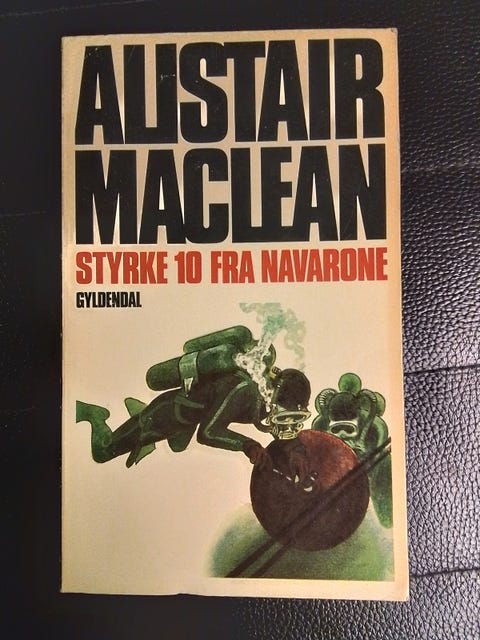 ALISTAIR
MACLEAN
STYRKE 10 FRA NAVARONE
GYLDENDAL